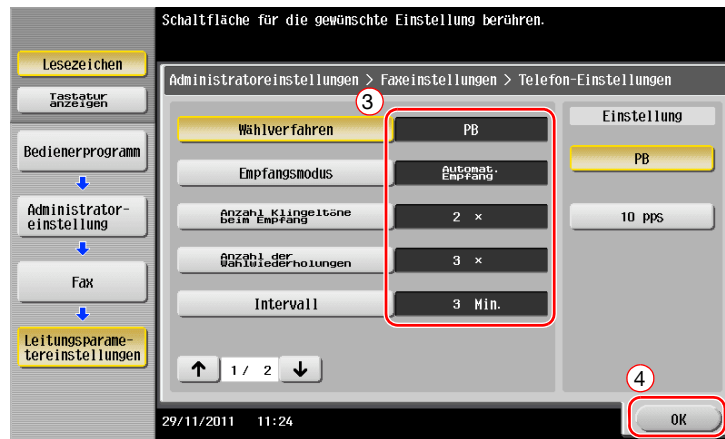 Schaltfläche für die gewünschte Einstellung berühren.
Lesezeichen
Tastatur
anzeigen
Bedienerprogramm
Administrator-
einstellung
Fax
Leitungsparame-
tereinstellungen
Administratoreinstellungen > Faxeinstellungen > Telefon-Einstellungen
3
Wählverfahren PB
Empfangsmodus Automat.
Empfang
Anzahl Klingeltöne
beim Empfang 2 ×
Anzahl der
Wahlwiederholungen 3 ×
Intervall 3 Min.
↑ 1/ 2 ↓
Einstellung
PB
10 pps
4
29/11/2011 11:24
OK